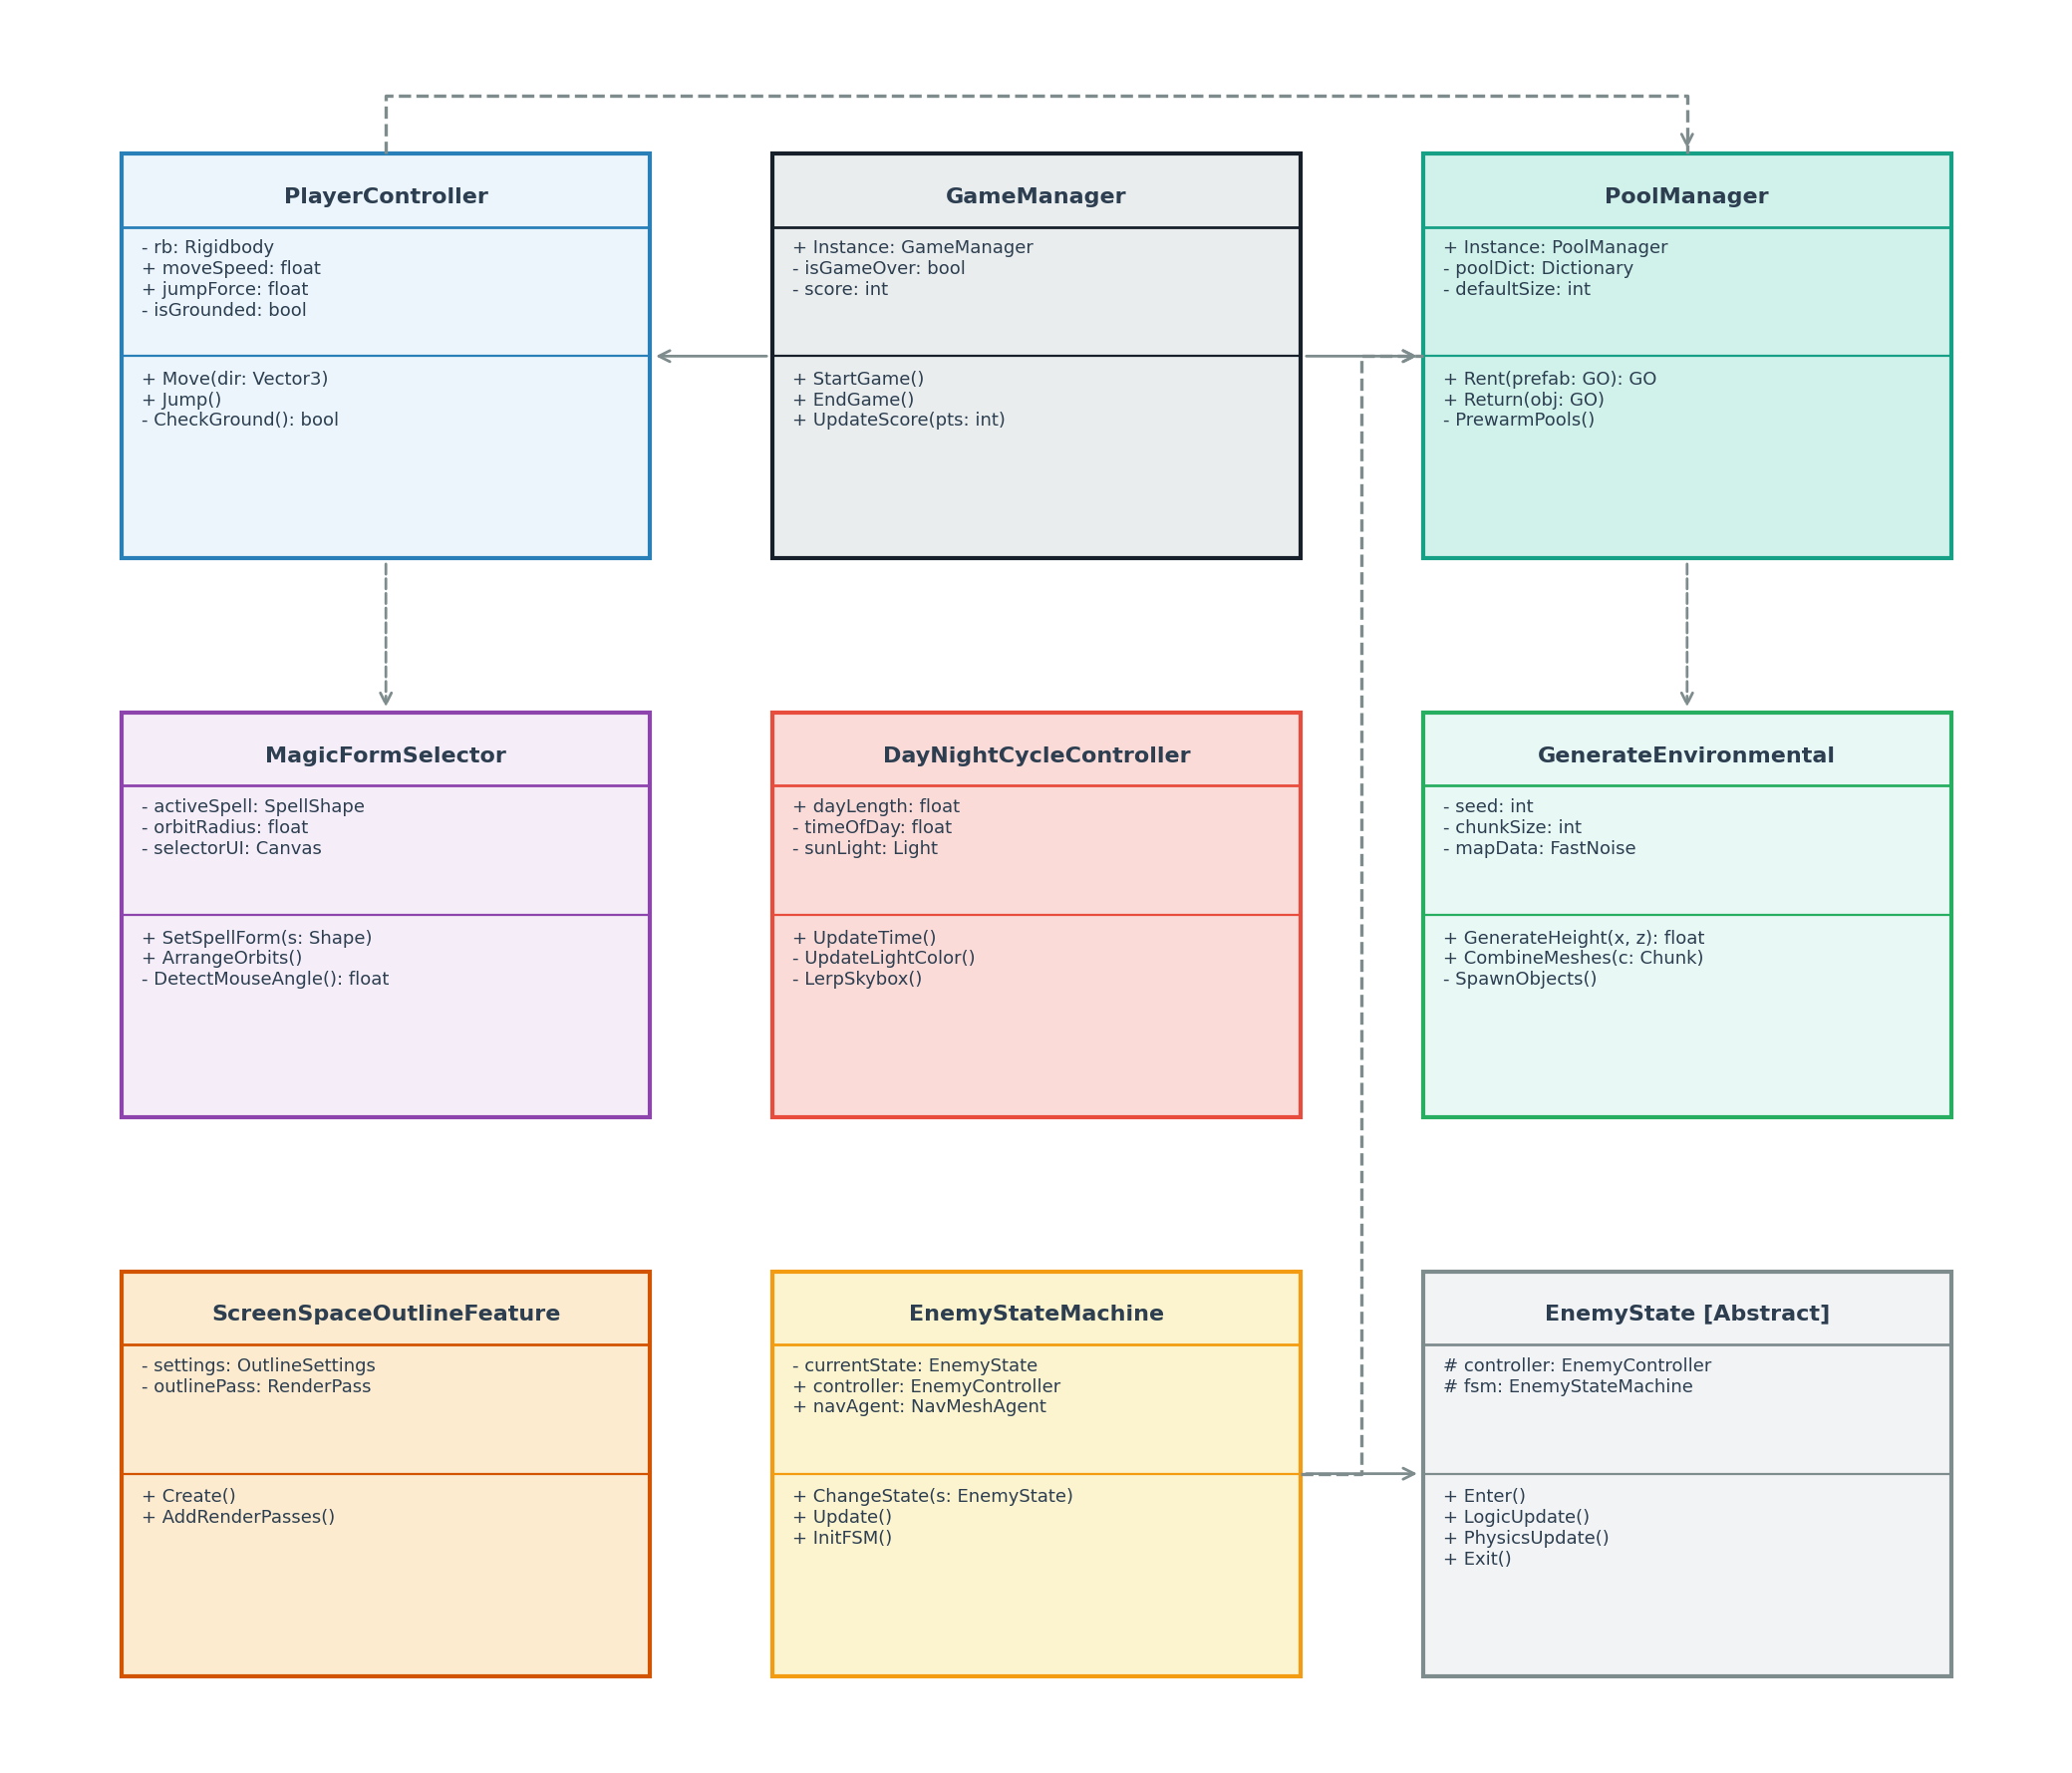 PlayerController
- rb: Rigidbody
+ moveSpeed: float
+ jumpForce: float
- isGrounded: bool
+ Move(dir: Vector3)
+ Jump()
- CheckGround(): bool
GameManager
+ Instance: GameManager
- isGameOver: bool
- score: int
+ StartGame()
+ EndGame()
+ UpdateScore(pts: int)
PoolManager
+ Instance: PoolManager
- poolDict: Dictionary
- defaultSize: int
+ Rent(prefab: GO): GO
+ Return(obj: GO)
- PrewarmPools()
MagicFormSelector
- activeSpell: SpellShape
- orbitRadius: float
- selectorUI: Canvas
+ SetSpellForm(s: Shape)
+ ArrangeOrbits()
- DetectMouseAngle(): float
DayNightCycleController
+ dayLength: float
- timeOfDay: float
- sunLight: Light
+ UpdateTime()
- UpdateLightColor()
- LerpSkybox()
GenerateEnvironmental
- seed: int
- chunkSize: int
- mapData: FastNoise
+ GenerateHeight(x, z): float
+ CombineMeshes(c: Chunk)
- SpawnObjects()
ScreenSpaceOutlineFeature
- settings: OutlineSettings
- outlinePass: RenderPass
+ Create()
+ AddRenderPasses()
EnemyStateMachine
- currentState: EnemyState
+ controller: EnemyController
+ navAgent: NavMeshAgent
+ ChangeState(s: EnemyState)
+ Update()
+ InitFSM()
EnemyState [Abstract]
# controller: EnemyController
# fsm: EnemyStateMachine
+ Enter()
+ LogicUpdate()
+ PhysicsUpdate()
+ Exit()